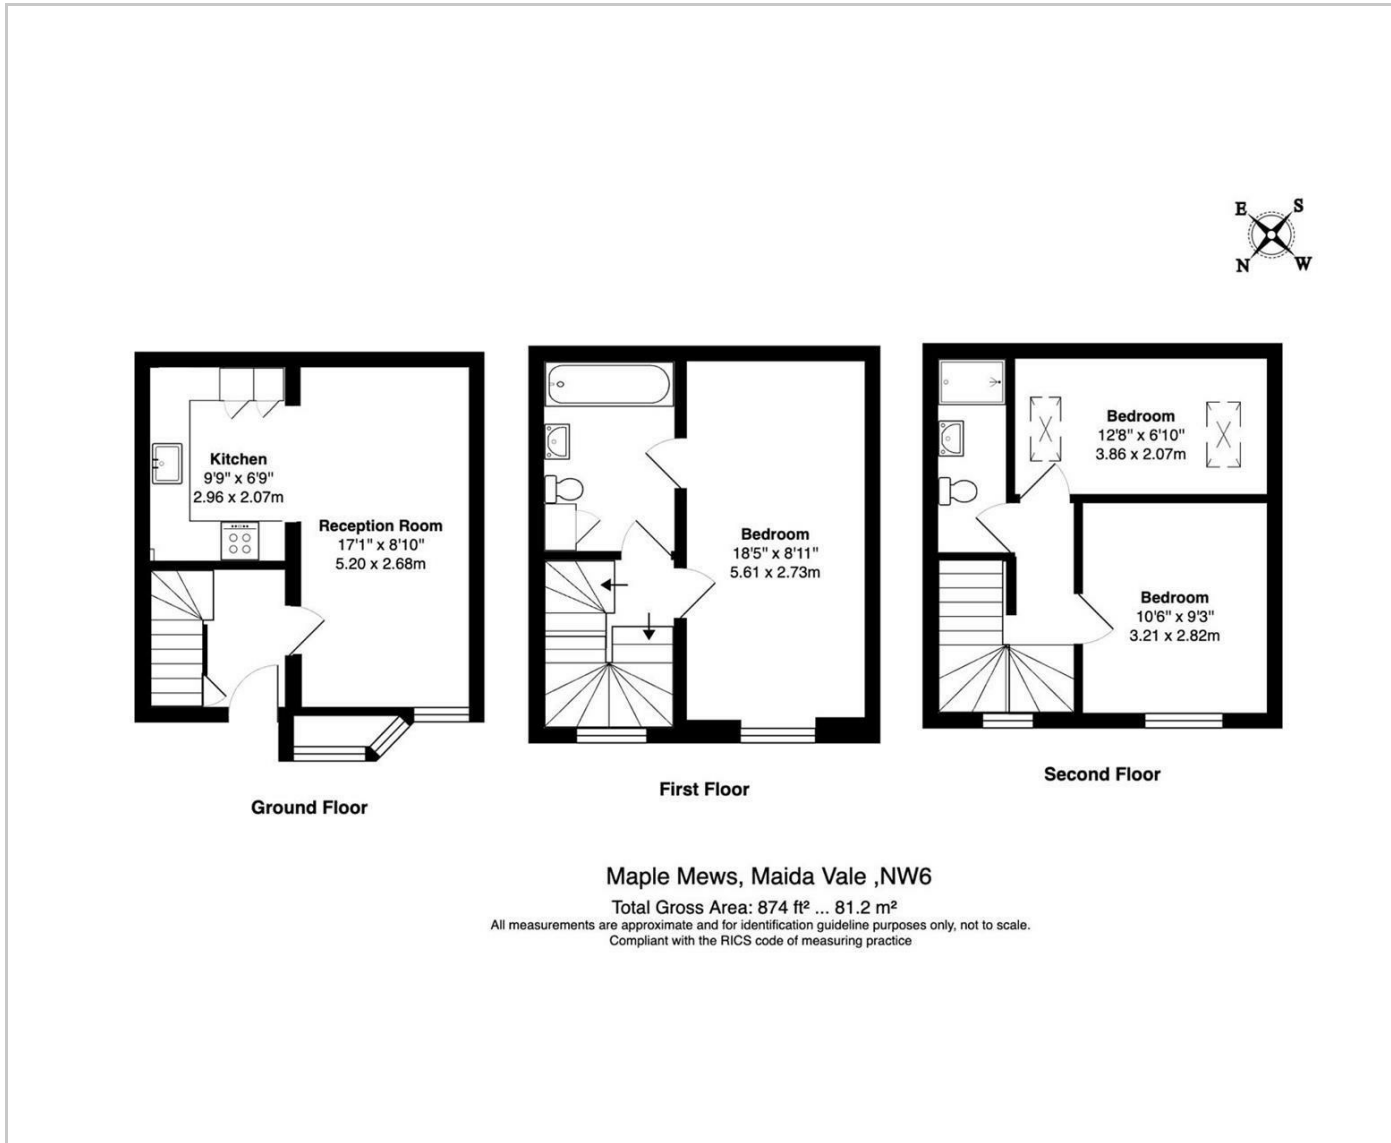 E S
N W
Kitchen
9'9" x 6'9"
2.96 x 2.07m
Reception Room
17'1" x 8'10"
5.20 x 2.68m
Ground Floor
Bedroom
18'5" x 8'11"
5.61 x 2.73m
First Floor
Bedroom
12'8" x 6'10"
3.86 x 2.07m
Bedroom
10'6" x 9'3"
3.21 x 2.82m
Second Floor
Maple Mews, Maida Vale ,NW6
Total Gross Area: 874 ft² ... 81.2 m²
All measurements are approximate and for identification guideline purposes only, not to scale.
Compliant with the RICS code of measuring practice